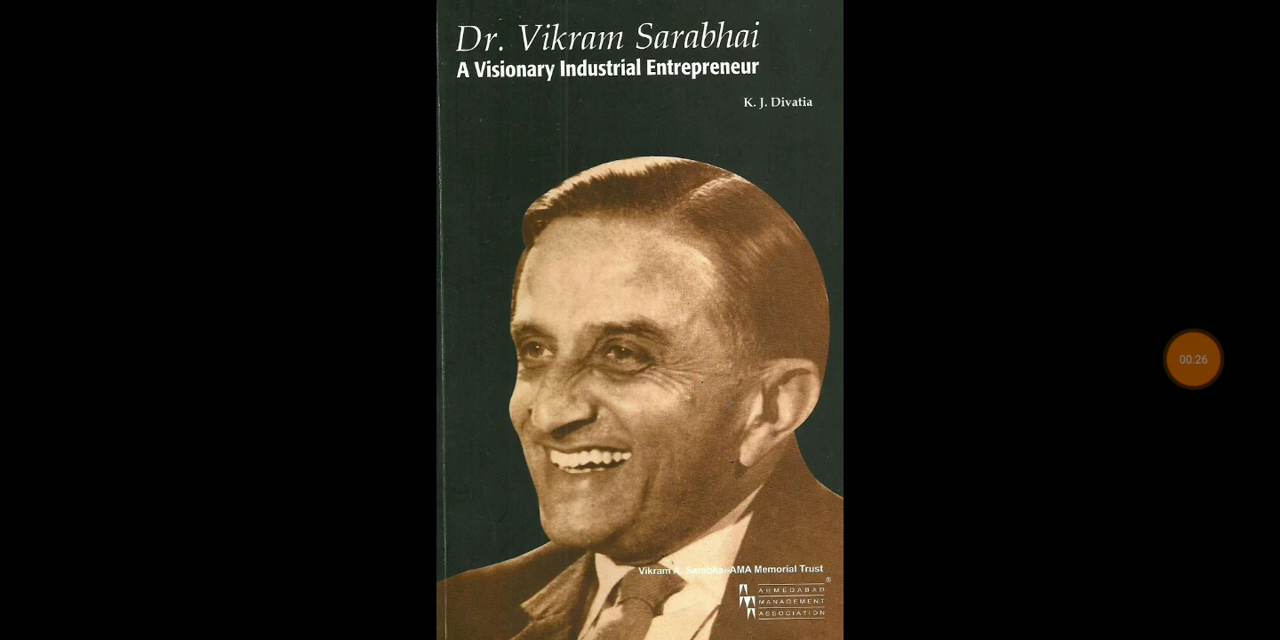 Dr. Vikram Sarabhai
A Visionary Industrial Entrepreneur
K. J. Divatia
Vikram A. Sarabhai-AMA Memorial Trust
AHMEDABAD
MANAGEMENT
ASSOCIATION
®
00:26